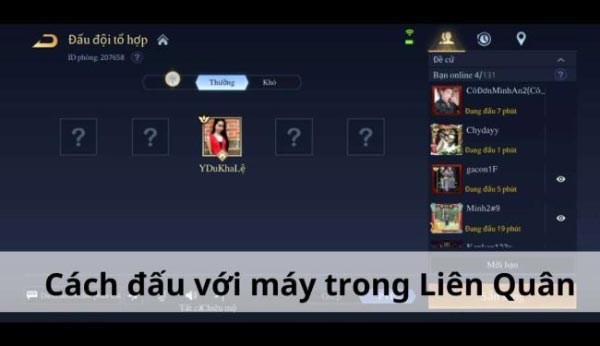 Đấu đội tổ hợp
ID phòng: 207658 ?
Thường Khó
? ? ? ?
YDuKhaLệ
Đề cử
Bạn online 4/131 ?
CôĐơnMinhAn2[Cô_
Đang đấu 7 phút
Chydayy
Đang đấu 1 phút
gacon1F
Đang đấu 5 phút
Minh2#9
Đang đấu 19 phút
Mời bạn
Cách đấu với máy trong Liên Quân